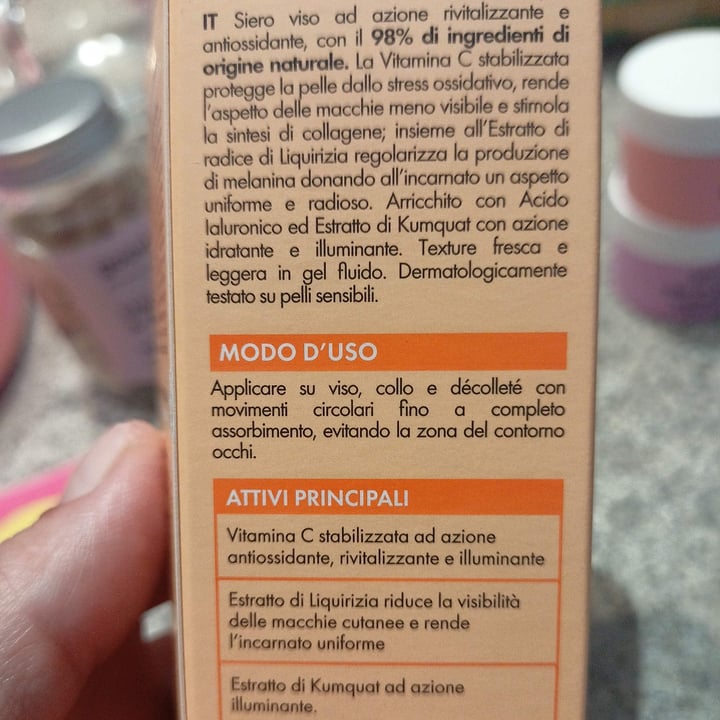 IT Siero viso ad azione rivitalizzante e
antiossidante, con il 98% di ingredienti di
origine naturale. La Vitamina C stabilizzata
protegge la pelle dallo stress ossidativo, rende
l'aspetto delle macchie meno visibile e stimola
la sintesi di collagene; insieme all'Estratto di
radice di Liquirizia regolarizza la produzione
di melanina donando all'incarnato un aspetto
uniforme e radioso. Arricchito con Acido
Ialuronico ed Estratto di Kumquat con azione
idratante e illuminante. Texture fresca e
leggera in gel fluido. Dermatologicamente
testato su pelli sensibili.
MODO D'USO
Applicare su viso, collo e décolleté con
movimenti circolari fino a completo
assorbimento, evitando la zona del contorno
occhi.
ATTIVI PRINCIPALI
Vitamina C stabilizzata ad azione
antiossidante, rivitalizzante e illuminante
Estratto di Liquirizia riduce la visibilità
delle macchie cutanee e rende
l'incarnato uniforme
Estratto di Kumquat ad azione
illuminante.